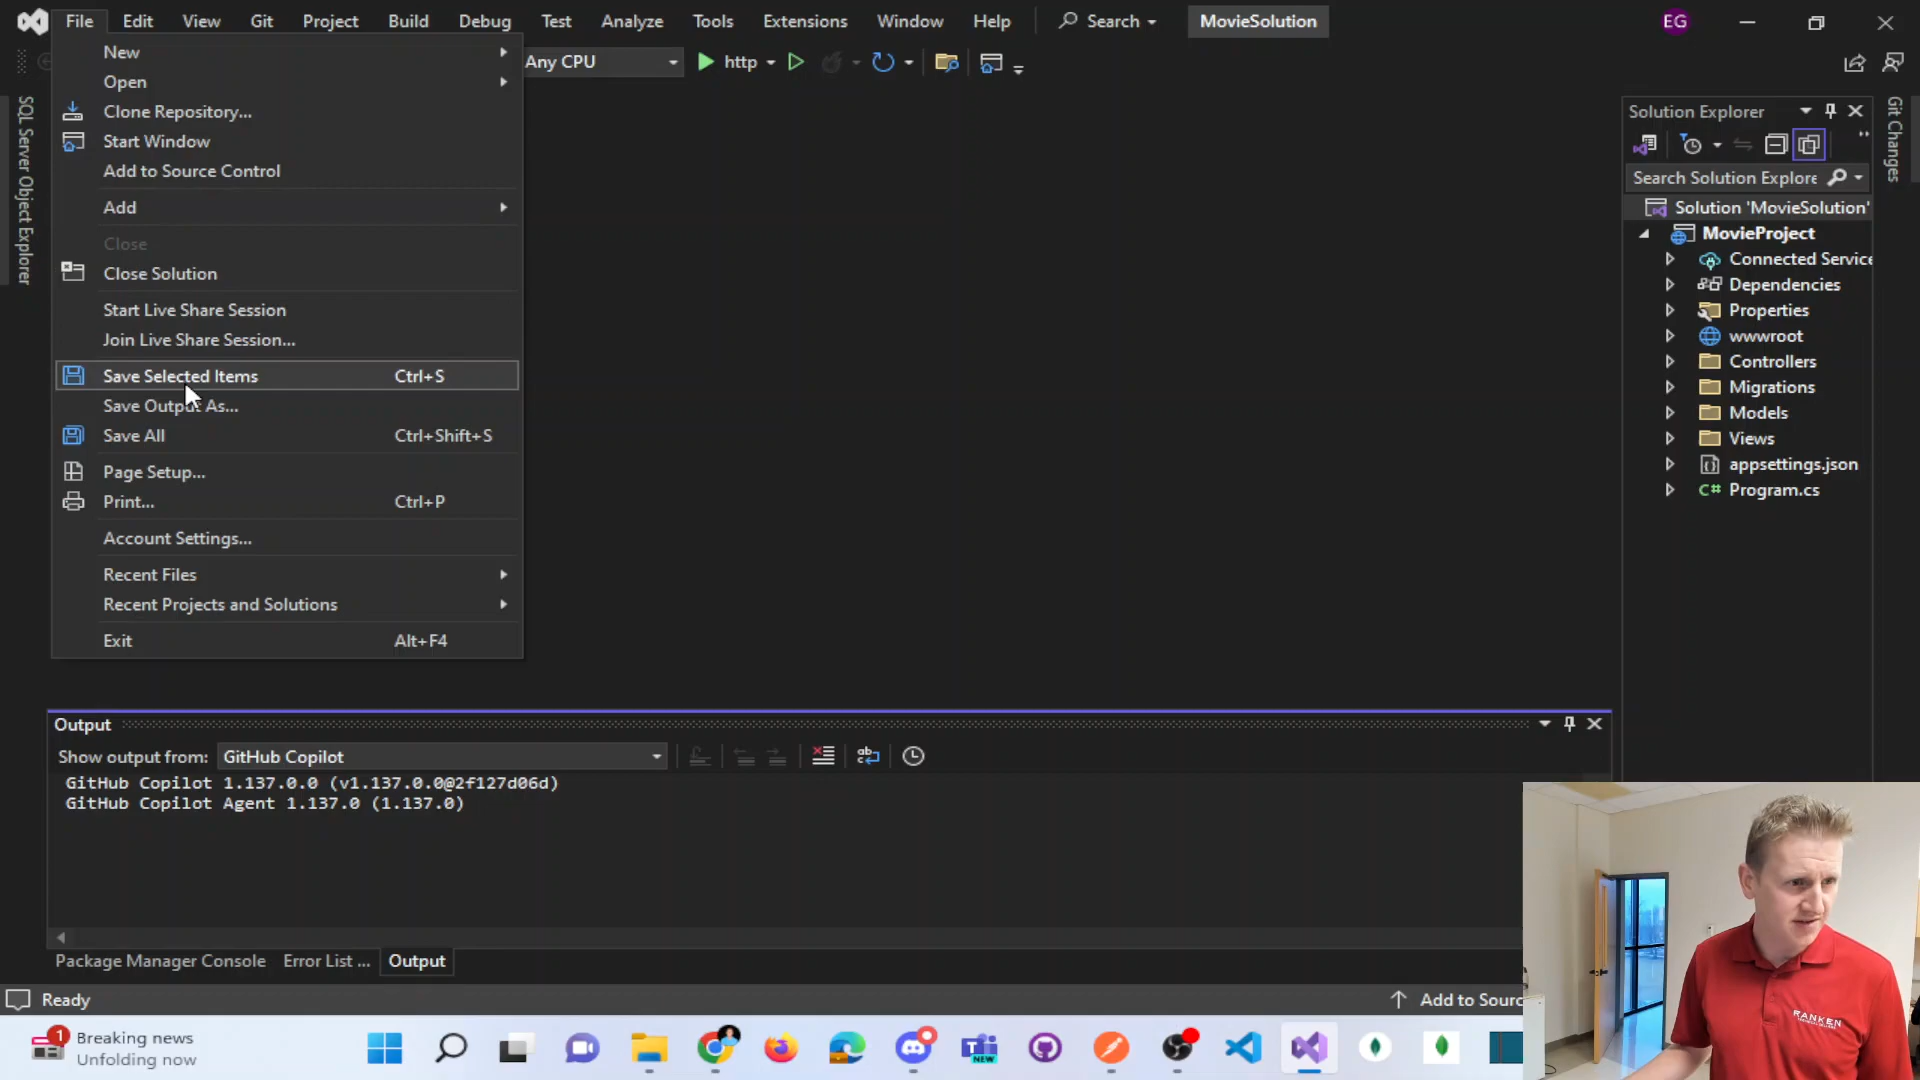 File Edit View Git Project Build Debug Test Analyze Tools Extensions Window Help Search MovieSolution EG
Any CPU http
New
Open
Clone Repository...
Start Window
Add to Source Control
Add
Close
Close Solution
Start Live Share Session
Join Live Share Session...
Save Selected Items Ctrl+S
Save Output As...
Save All Ctrl+Shift+S
Page Setup...
Print... Ctrl+P
Account Settings...
Recent Files
Recent Projects and Solutions
Exit Alt+F4
SQL Server Object Explorer
Solution Explorer
Search Solution Explore
Solution 'MovieSolution'
MovieProject
Connected Service
Dependencies
Properties
wwwroot
Controllers
Migrations
Models
Views
appsettings.json
C# Program.cs
Git Changes
Output
Show output from: GitHub Copilot
GitHub Copilot 1.137.0.0 (v1.137.0.0@2f127d06d)
GitHub Copilot Agent 1.137.0 (1.137.0)
Package Manager Console Error List ... Output
Ready Add to Sourc
RANKEN
1 Breaking news
Unfolding now
NEW